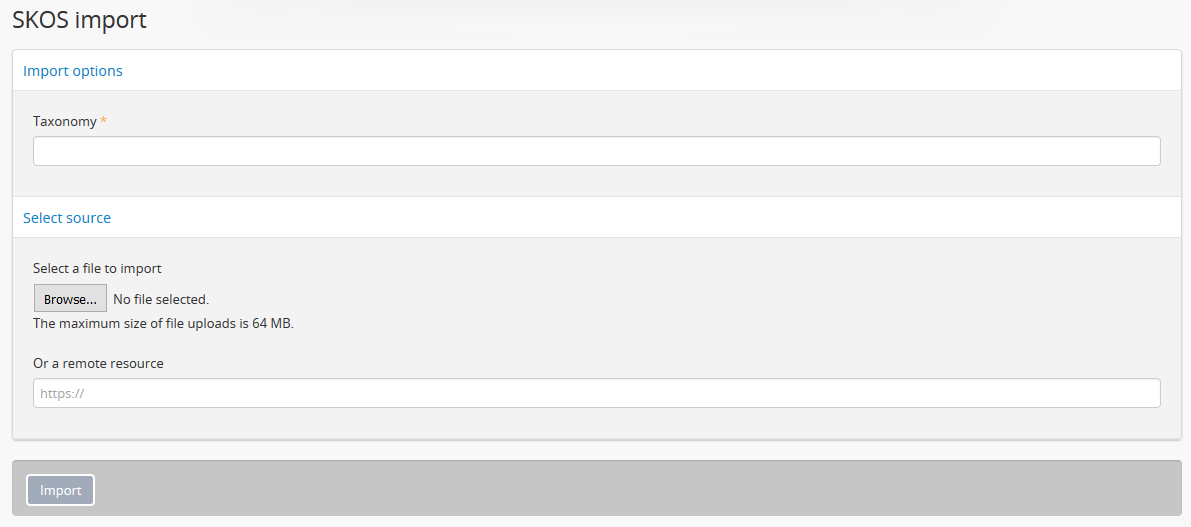 SKOS import
Import options
Taxonomy *
Select source
Select a file to import
Browse... No file selected.
The maximum size of file uploads is 64 MB.
Or a remote resource
https://
Import